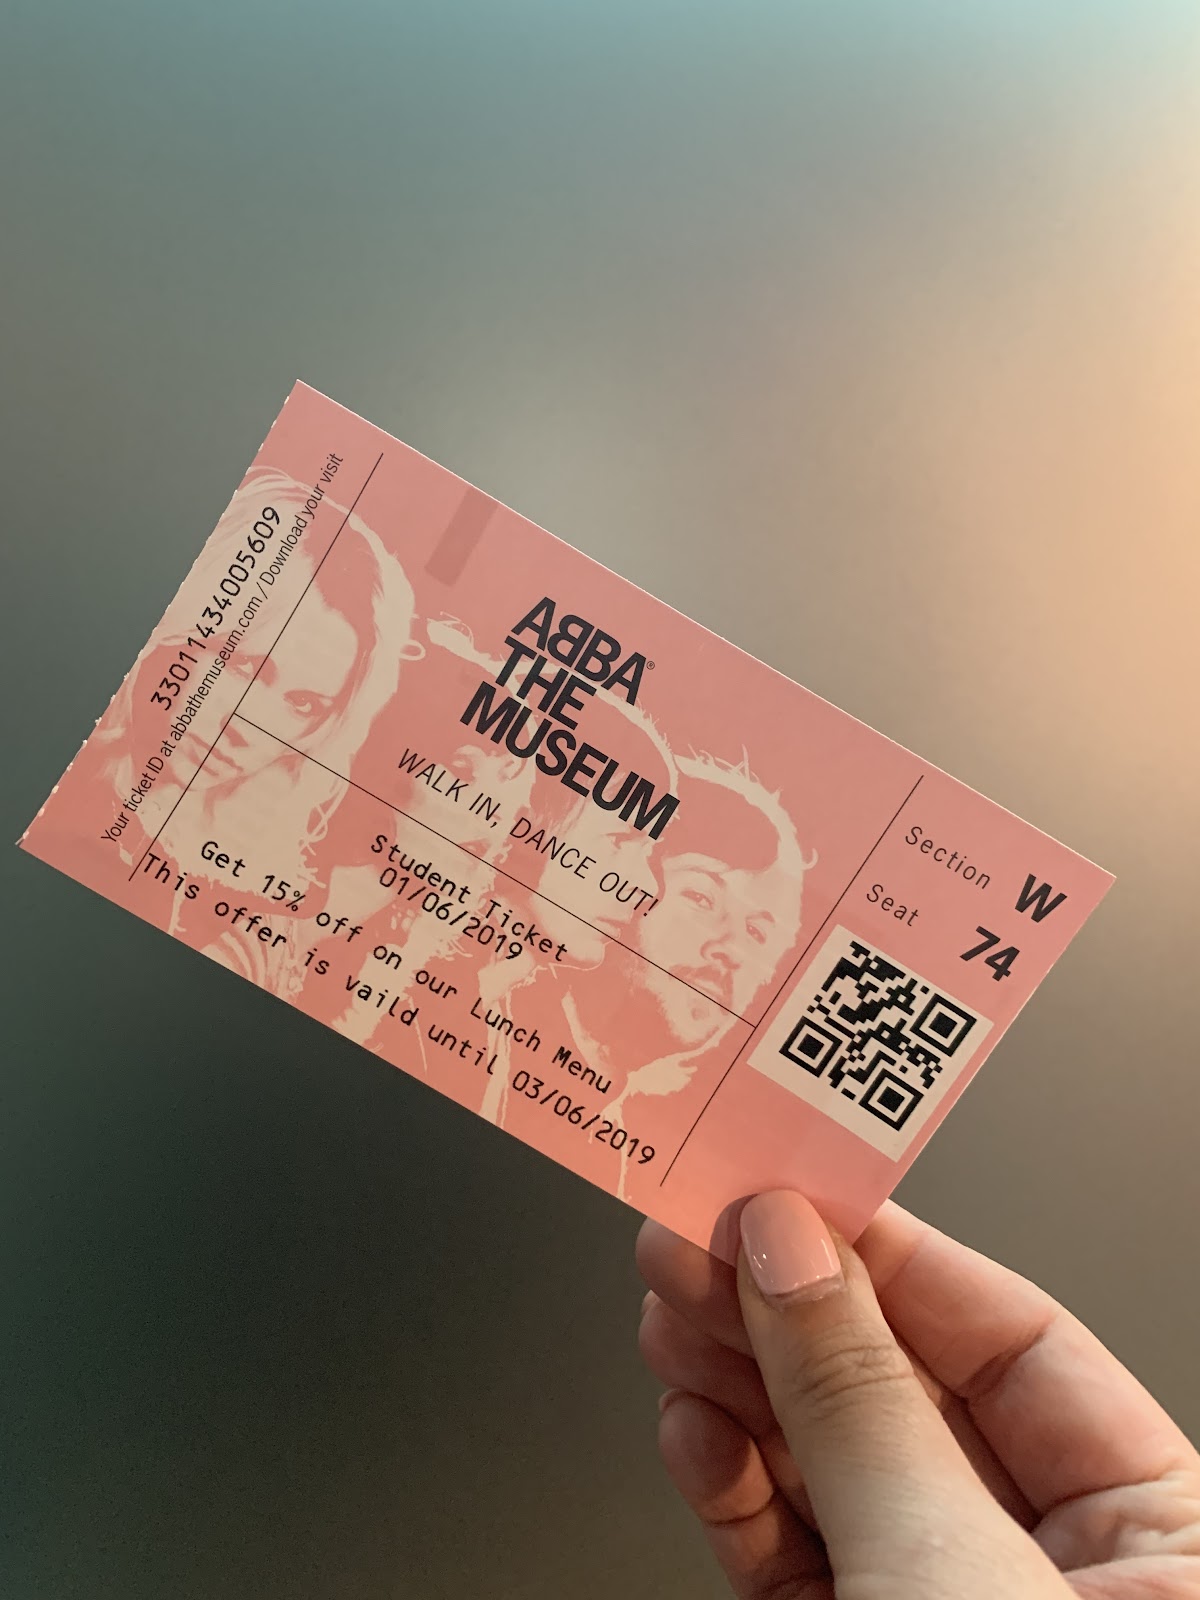 33011434005609
Your ticket ID at abbathemuseum.com / Download your visit
ABBA®
THE
MUSEUM
WALK IN, DANCE OUT!
Student Ticket
01/06/2019
Get 15% off on our Lunch Menu
This offer is vaild until 03/06/2019
Section W
Seat 74